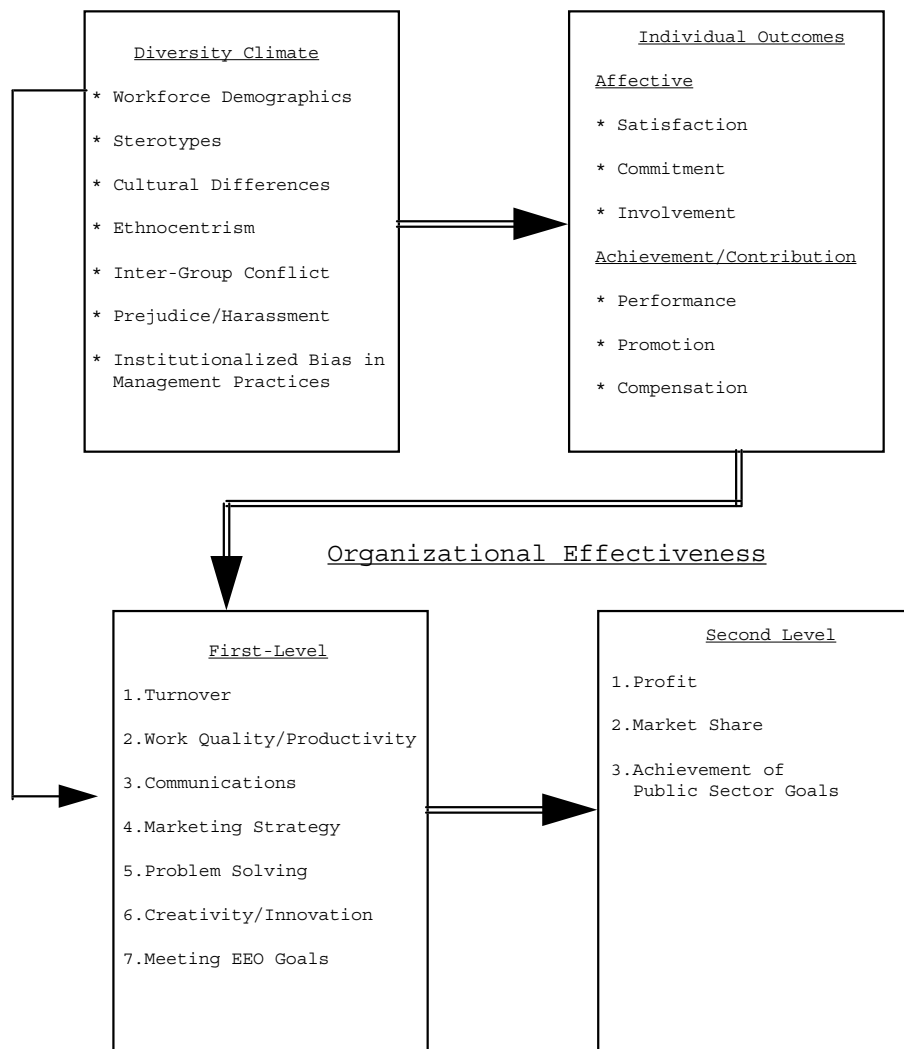 Diversity Climate
* Workforce Demographics
* Sterotypes
* Cultural Differences
* Ethnocentrism
* Inter-Group Conflict
* Prejudice/Harassment
* Institutionalized Bias in
Management Practices
Individual Outcomes
Affective
* Satisfaction
* Commitment
* Involvement
Achievement/Contribution
* Performance
* Promotion
* Compensation
Organizational Effectiveness
First-Level
1.Turnover
2.Work Quality/Productivity
3.Communications
4.Marketing Strategy
5.Problem Solving
6.Creativity/Innovation
7.Meeting EEO Goals
Second Level
1.Profit
2.Market Share
3.Achievement of
Public Sector Goals